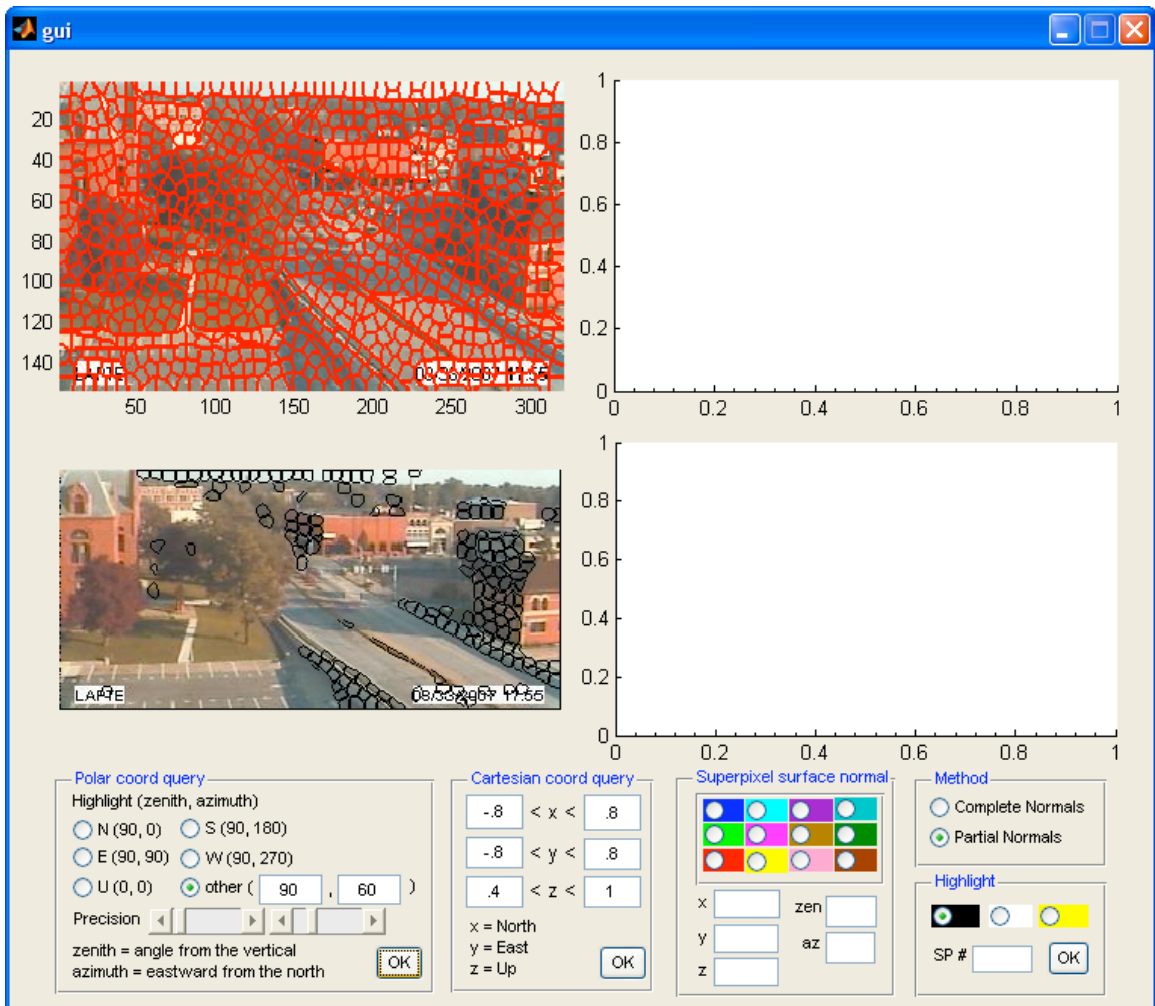 gui
20
40
60
80
100
120
140
50 100 150 200 250 300
1
0.8
0.6
0.4
0.2
0
0 0.2 0.4 0.6 0.8 1
1
0.8
0.6
0.4
0.2
0
0 0.2 0.4 0.6 0.8 1
17:55
Polar coord query
Highlight (zenith, azimuth)
N (90, 0) S (90, 180)
E (90, 90) W (90, 270)
U (0, 0) other ( 90 , 60 )
Precision
zenith = angle from the vertical
azimuth = eastward from the north
OK
Cartesian coord query
-.8 < x < .8
-.8 < y < .8
.4 < z < 1
x = North
y = East
z = Up
OK
Superpixel surface normal
x
y
z
zen
az
Method
Complete Normals
Partial Normals
Highlight
SP #
OK